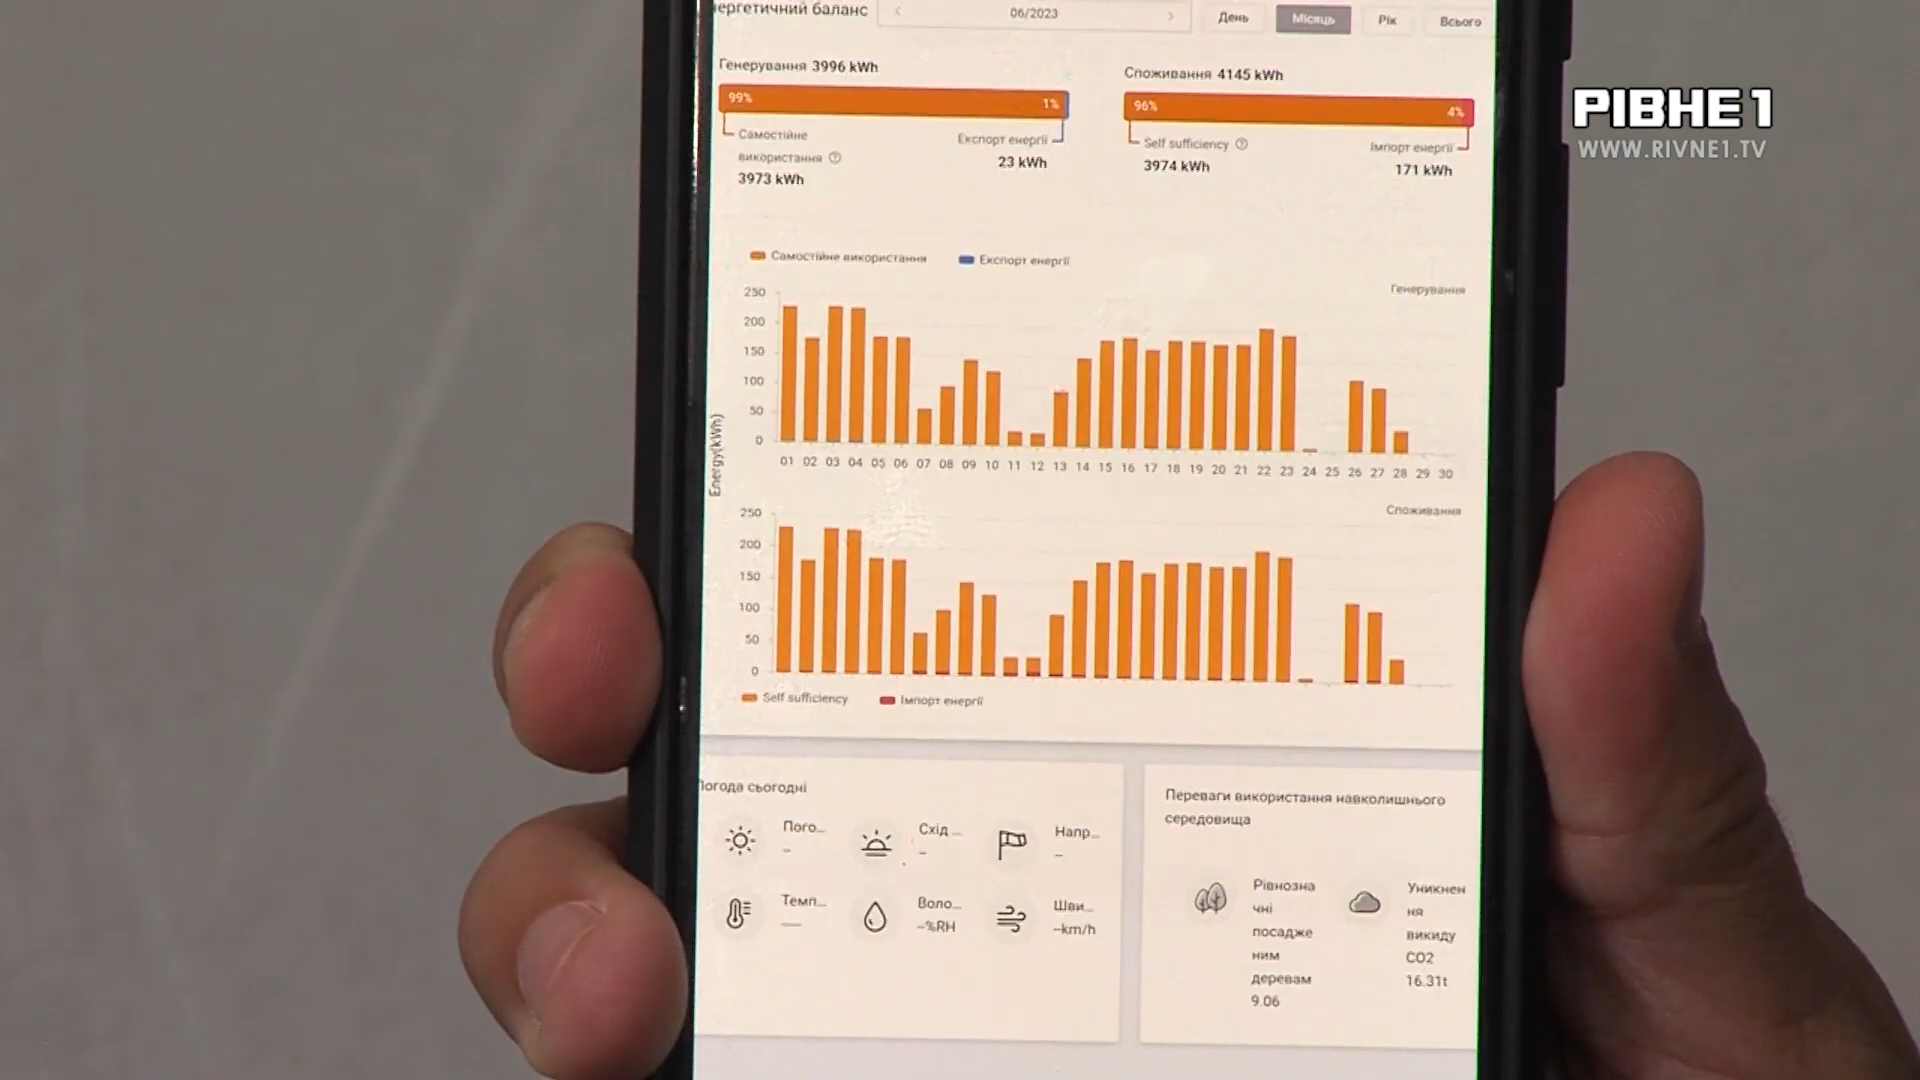 нергетичний баланс
06/2023
День
Місяць
Рік
Всього
Генерування 3996 kWh
99%
1%
Самостійне
використання
3973 kWh
Експорт енергії
23 kWh
Споживання 4145 kWh
96%
4%
Self sufficiency
3974 kWh
Імпорт енергії
171 kWh
РІВНЕ 1
WWW.RIVNE1.TV
Самостійне використання
Експорт енергії
Генерування
250
200
150
100
50
0
Energy(kWh)
01 02 03 04 05 06 07 08 09 10 11 12 13 14 15 16 17 18 19 20 21 22 23 24 25 26 27 28 29 30
Споживання
250
200
150
100
50
0
Self sufficiency
Імпорт енергії
Погода сьогодні
Пого...
–
Схід ...
–
Напр...
–
Темп...
—
Воло...
–%RH
Шви...
–km/h
Переваги використання навколишнього
середовища
Рівнозна
чні
посадже
ним
деревам
9.06
Уникнен
ня
викиду
CO2
16.31t